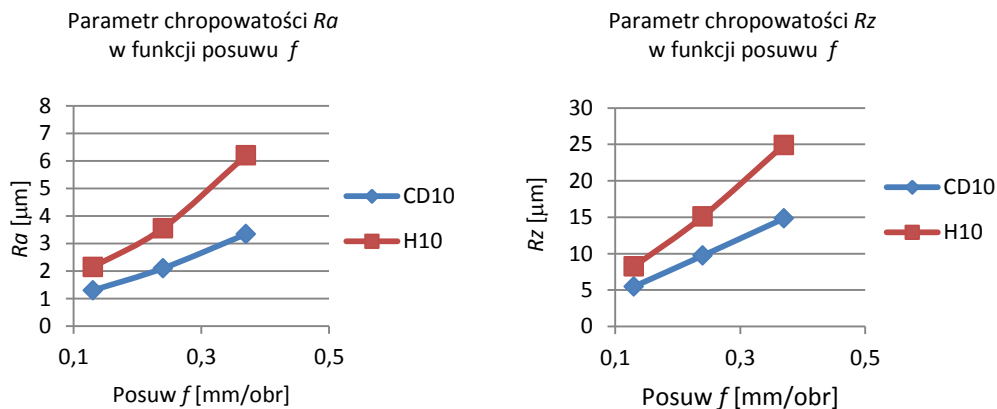 Parametr chropowatości Ra
w funkcji posuwu f
8
7
6
5
4
3
2
1
0
Ra [μm]
0,1
0,3
0,5
Posuw f [mm/obr]
CD10
H10
Parametr chropowatości Rz
w funkcji posuwu f
30
25
20
15
10
5
0
Rz [μm]
0,1
0,3
0,5
Posuw f [mm/obr]
CD10
H10